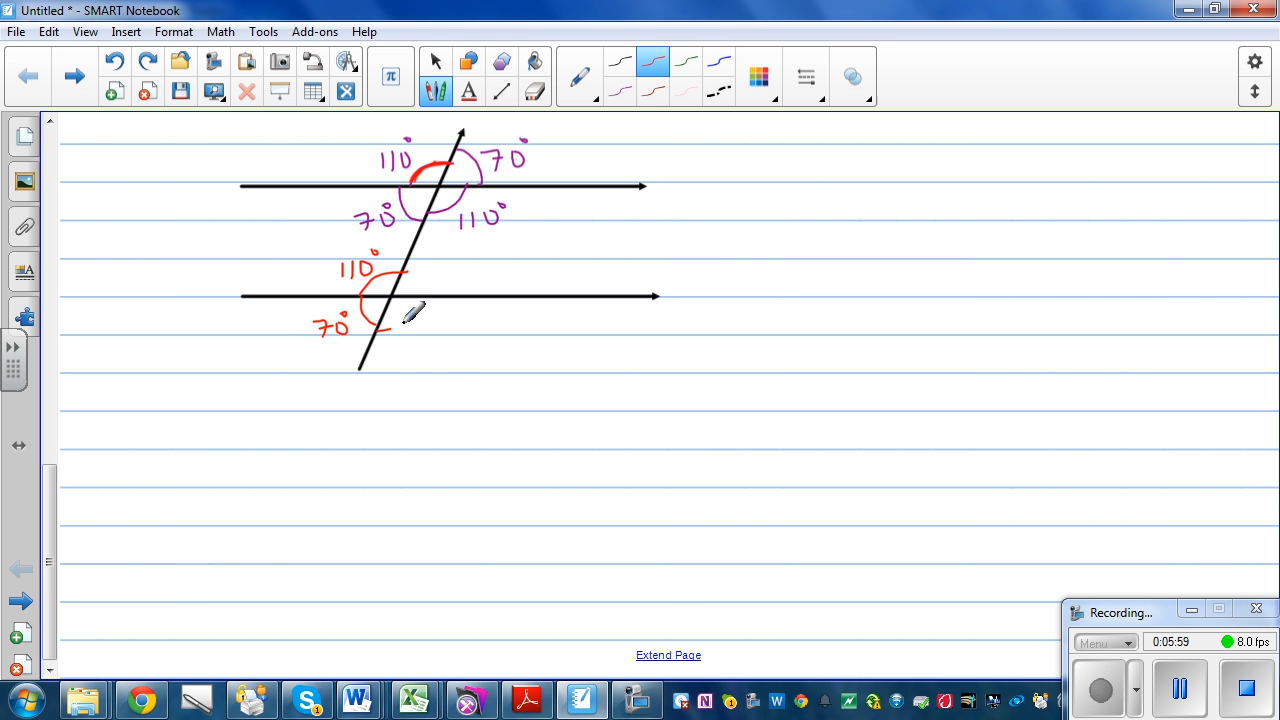 Untitled * - SMART Notebook
File Edit View Insert Format Math Tools Add-ons Help
π
A
110° 70°
70° 110°
110°
70°
Extend Page
Recording...
Menu 0:05:59 8.0 fps